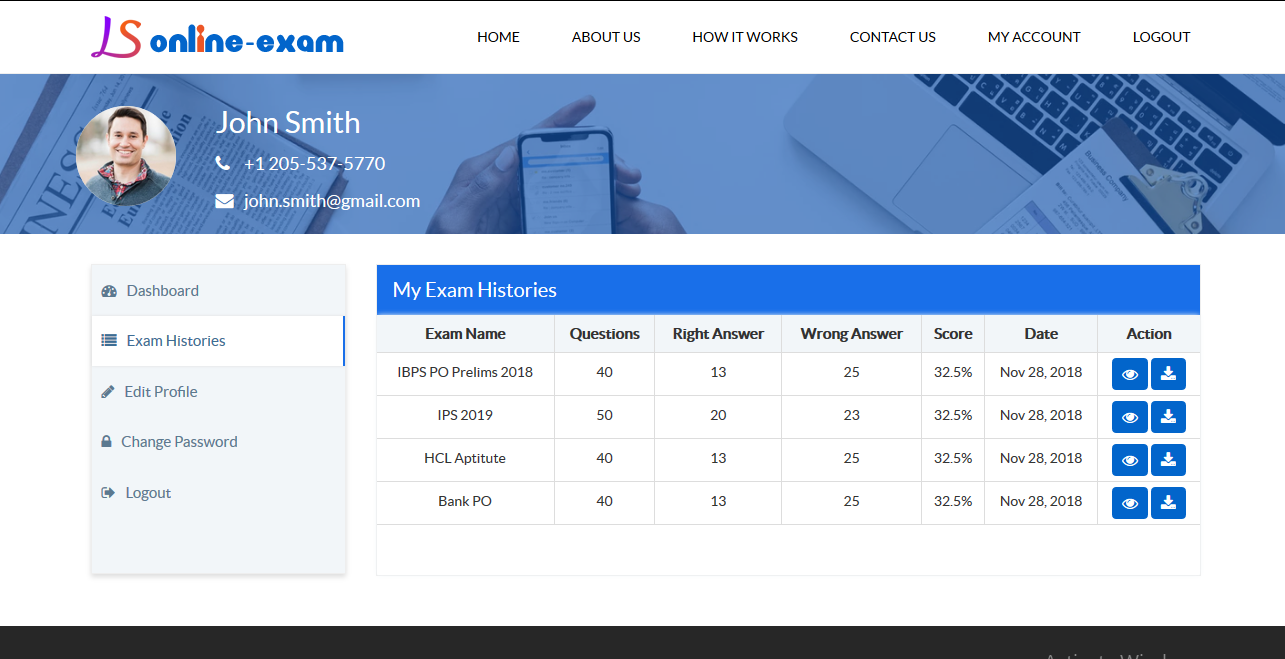 LS online-exam
HOME ABOUT US HOW IT WORKS CONTACT US MY ACCOUNT LOGOUT
John Smith
+1 205-537-5770
john.smith@gmail.com
Business Company
Dashboard
Exam Histories
Edit Profile
Change Password
Logout
My Exam Histories
Exam Name Questions Right Answer Wrong Answer Score Date Action
IBPS PO Prelims 2018 40 13 25 32.5% Nov 28, 2018
IPS 2019 50 20 23 32.5% Nov 28, 2018
HCL Aptitute 40 13 25 32.5% Nov 28, 2018
Bank PO 40 13 25 32.5% Nov 28, 2018